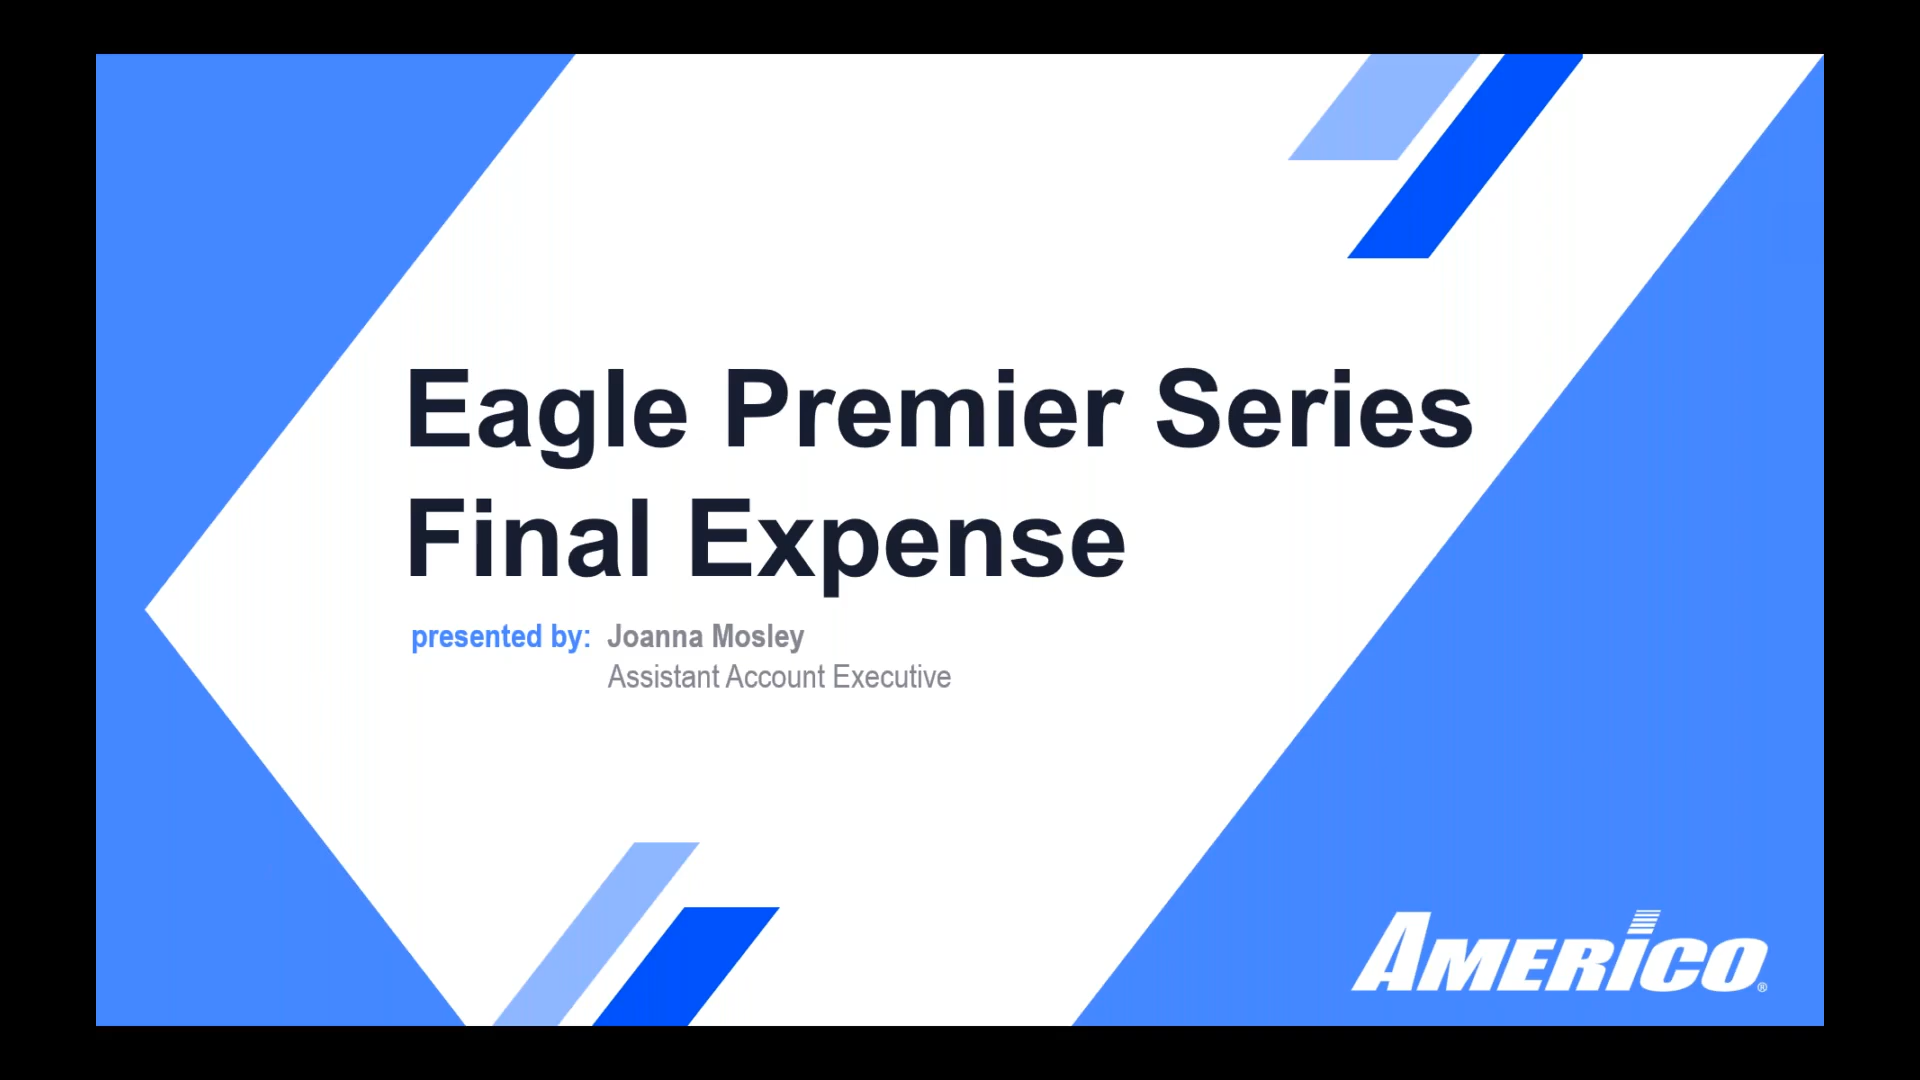 Eagle Premier Series
Final Expense
presented by: Joanna Mosley
Assistant Account Executive
AMERICO®